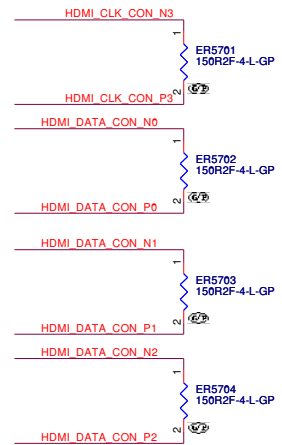 HDMI_CLK_CON_N3
1
ER5701
150R2F-4-L-GP
2
G/P
HDMI_CLK_CON_P3
HDMI_DATA_CON_N0
1
ER5702
150R2F-4-L-GP
2
G/P
HDMI_DATA_CON_P0
HDMI_DATA_CON_N1
1
ER5703
150R2F-4-L-GP
2
G/P
HDMI_DATA_CON_P1
HDMI_DATA_CON_N2
1
ER5704
150R2F-4-L-GP
2
G/P
HDMI_DATA_CON_P2